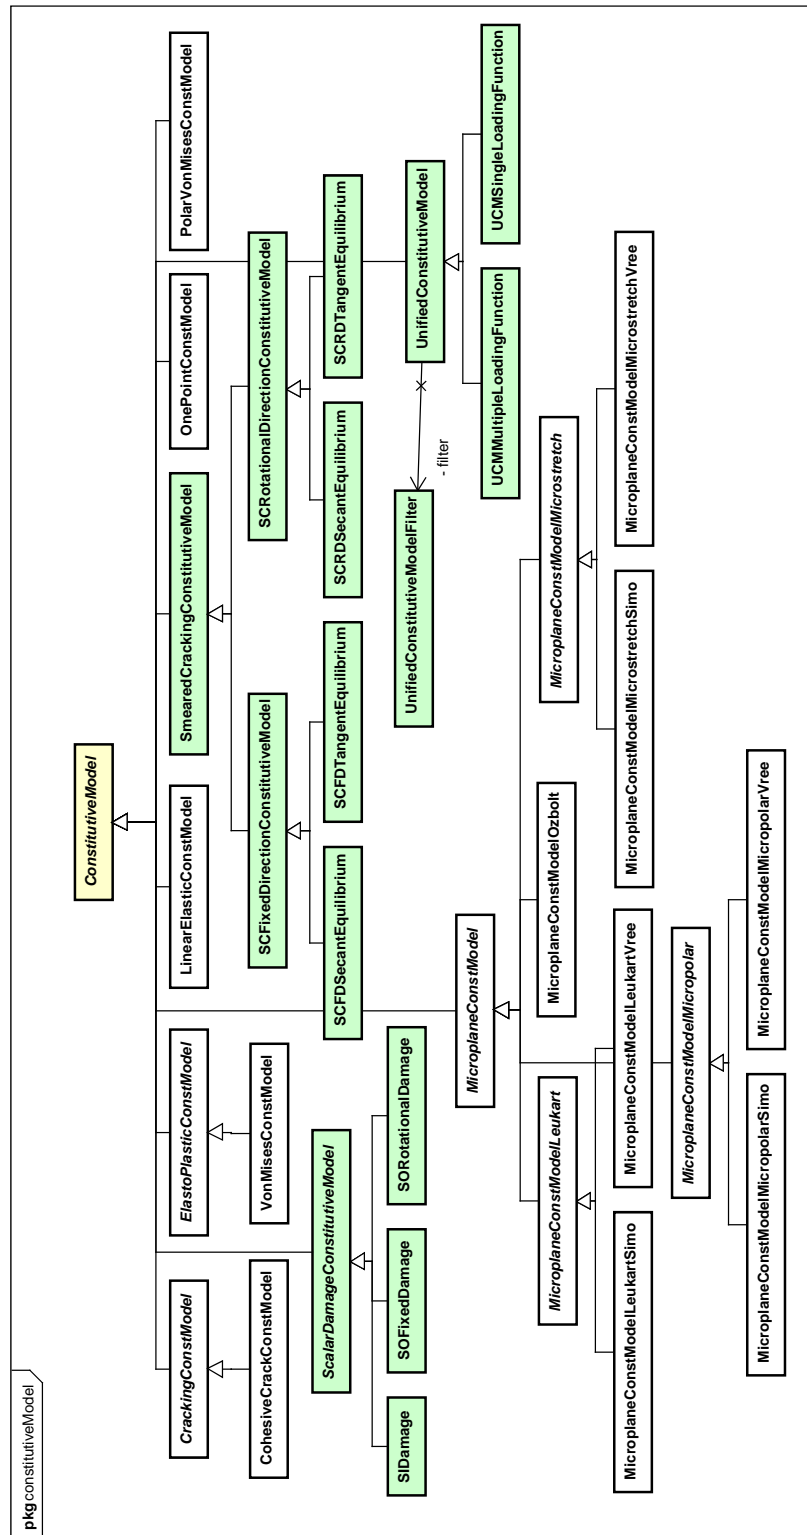 pkg constitutiveModel
ConstitutiveModel
CrackingConstModel
ElastoPlasticConstModel
LinearElasticConstModel
SmearedCrackingConstitutiveModel
OnePointConstModel
PolarVonMisesConstModel
CohesiveCrackConstModel
VonMisesConstModel
SCFixedDirectionConstitutiveModel
SCRotationalDirectionConstitutiveModel
ScalarDamageConstitutiveModel
SCFDSecantEquilibrium
SCFDTangentEquilibrium
SCRDSecantEquilibrium
SCRDTangentEquilibrium
SIDamage
SOFixedDamage
SORotationalDamage
UnifiedConstitutiveModelFilter
- filter
UnifiedConstitutiveModel
MicroplaneConstModel
UCMMultipleLoadingFunction
UCMSingleLoadingFunction
MicroplaneConstModelLeukart
MicroplaneConstModelOzbolt
MicroplaneConstModelMicrostretch
MicroplaneConstModelLeukartSimo
MicroplaneConstModelLeukartVree
MicroplaneConstModelMicrostretchSimo
MicroplaneConstModelMicrostretchVree
MicroplaneConstModelMicropolar
MicroplaneConstModelMicropolarSimo
MicroplaneConstModelMicropolarVree